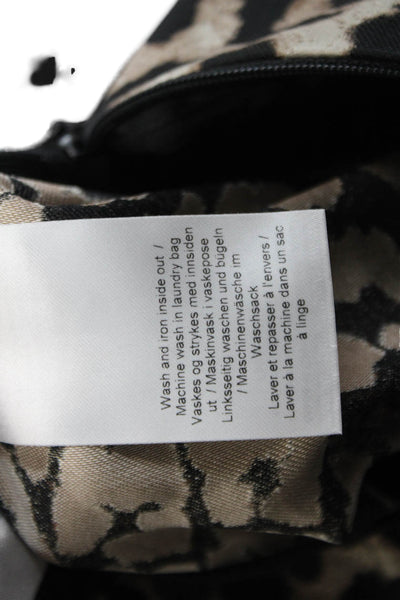 Wash and iron inside out /
Machine wash in laundry bag
Vaskes og strykes med innsiden
ut / Maskinvask i vaskepose
Linksseitig waschen und bügeln
/ Maschinenwäsche im
Waschsack
Laver et repasser à l'envers /
Laver à la machine dans un sac
à linge